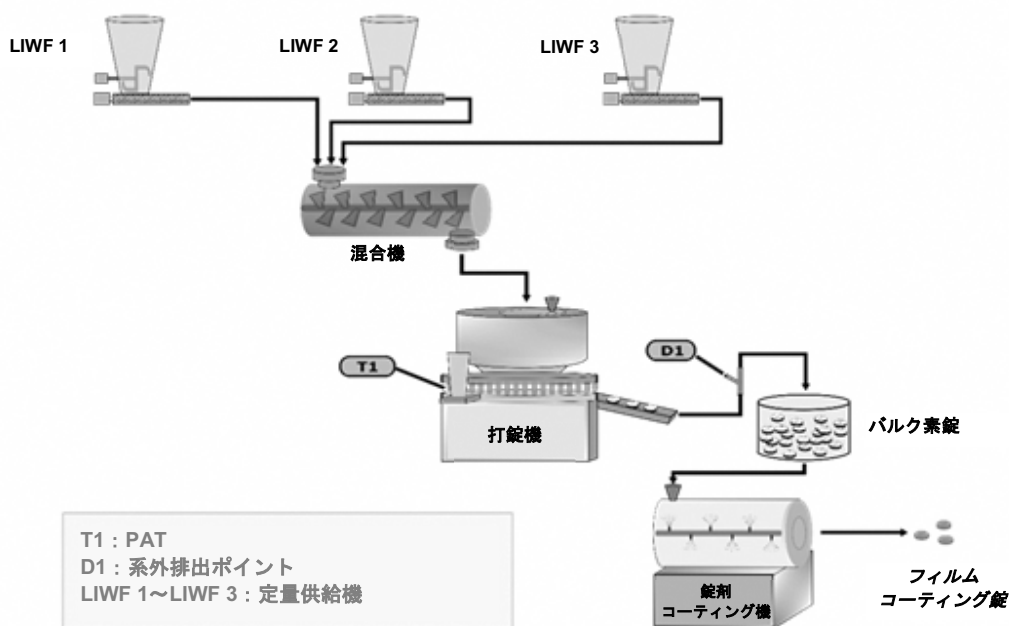 LIWF 1
LIWF 2
LIWF 3
混合機
T1
D1
打錠機
バルク素錠
T1：PAT
D1：系外排出ポイント
LIWF 1～LIWF 3：定量供給機
錠剤
コーティング機
フィルム
コーティング錠